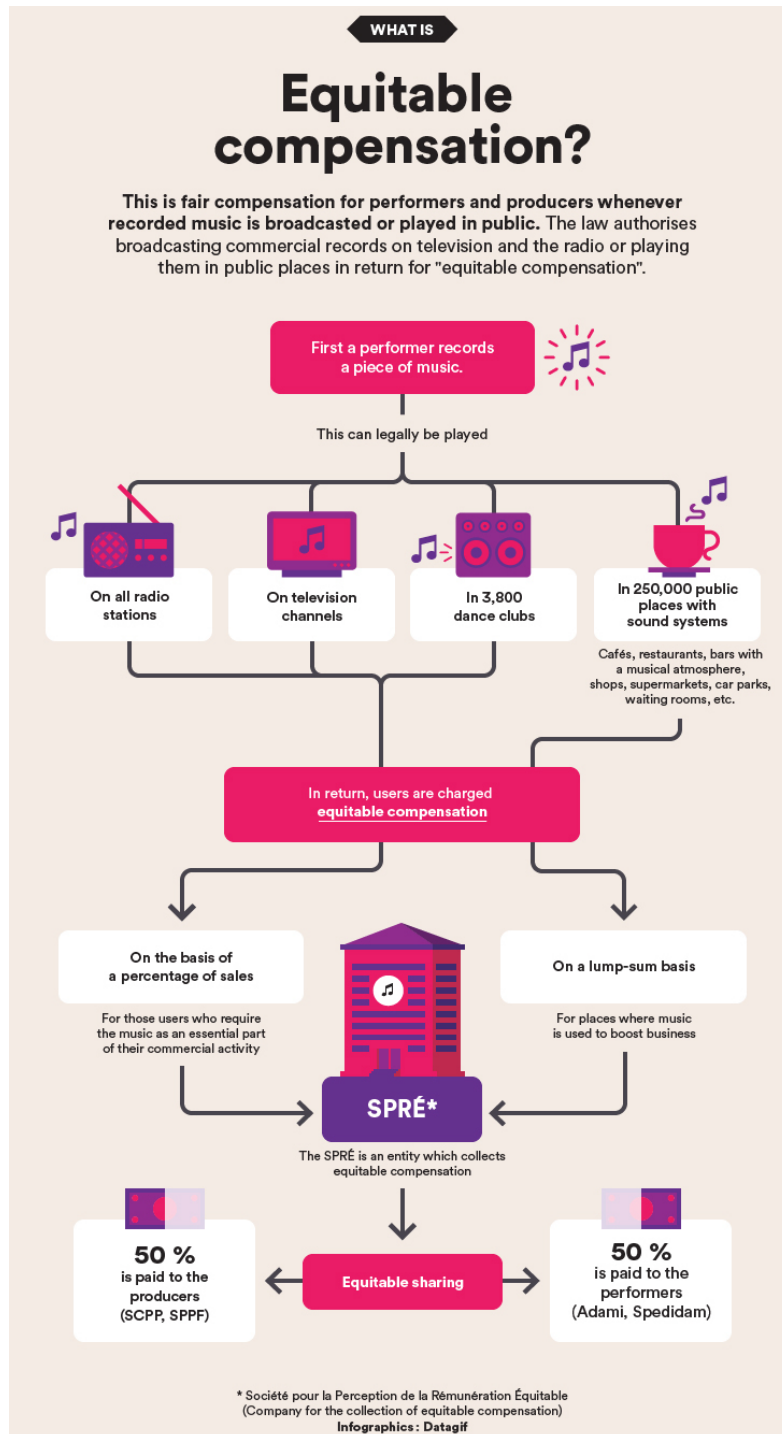 WHAT IS
Equitable
compensation?
This is fair compensation for performers and producers whenever
recorded music is broadcasted or played in public. The law authorises
broadcasting commercial records on television and the radio or playing
them in public places in return for "equitable compensation".
First a performer records
a piece of music.
This can legally be played
On all radio
stations
On television
channels
In 3,800
dance clubs
In 250,000 public
places with
sound systems
Cafés, restaurants, bars with
a musical atmosphere,
shops, supermarkets, car parks,
waiting rooms, etc.
In return, users are charged
equitable compensation
On the basis of
a percentage of sales
For those users who require
the music as an essential part
of their commercial activity
On a lump-sum basis
For places where music
is used to boost business
SPRÉ*
The SPRÉ is an entity which collects
equitable compensation
50 %
is paid to the
producers
(SCPP, SPPF)
Equitable sharing
50 %
is paid to the
performers
(Adami, Spedidam)
* Société pour la Perception de la Rémunération Équitable
(Company for the collection of equitable compensation)
Infographics : Datagif